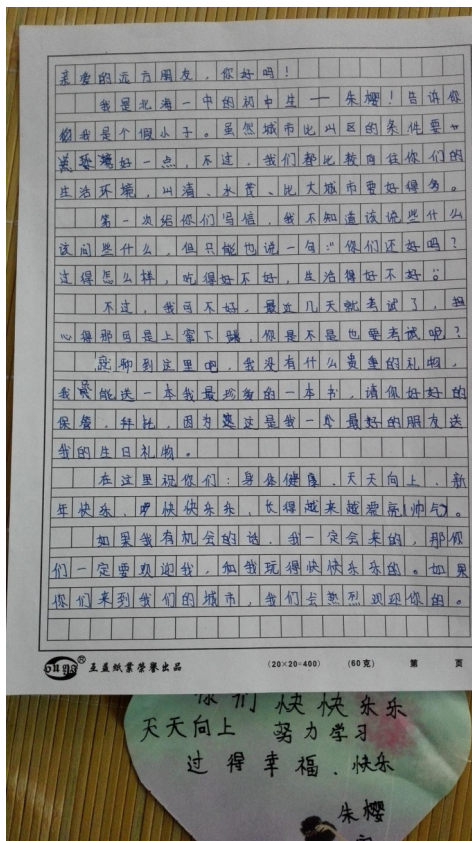 亲爱的远方朋友，你好吗！
我是北海一中的初中生——朱樱！告诉你
我是个假小子。虽然城市比山区的条件要
好一点，不过，我们都比较向往你们的
生活环境，山清、水茂、比大城市要好得多。
第一次给你们写信，我不知道该说些什么
该问些什么，但只能也说一句："你们还好吗？
过得怎么样，吃得好不好，生活得好不好。"
不过，我可不好，最近几天就考试了，担
心得那可是上窜下跳，你是不是也要考试呢？
聊到这里吧，我没有什么贵重的礼物，
我能送一本我最珍爱的一本书，请你好好的
保管，拜托，因为这是我一个最好的朋友送
我的生日礼物。
在这里祝你们：身体健康，天天向上，新
年快乐，快快乐乐，长得越来越漂亮（帅气）。
如果我有机会的话，我一定会来的，那你
们一定要欢迎我，和我玩得快快乐乐的。如果
你们来到我们的城市，我们会热烈欢迎你的。
互益纸业荣誉出品 （20×20=400） （60克） 第 页
你们快快乐乐
天天向上 努力学习
过得幸福、快乐
朱樱